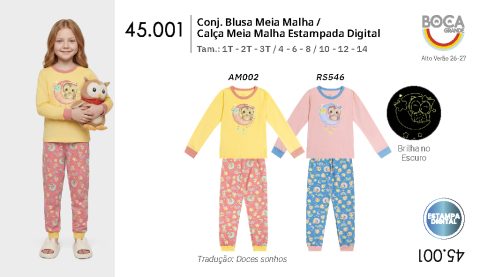 45.001
Conj. Blusa Meia Malha /
Calça Meia Malha Estampada Digital
Tam.: 1T - 2T - 3T / 4 - 6 - 8 / 10 - 12 - 14
BOCA
GRANDE
Alto Verão 26-27
AM002
RS546
Brilha no
Escuro
ESTAMPA
DIGITAL
Tradução: Doces sonhos
45.001